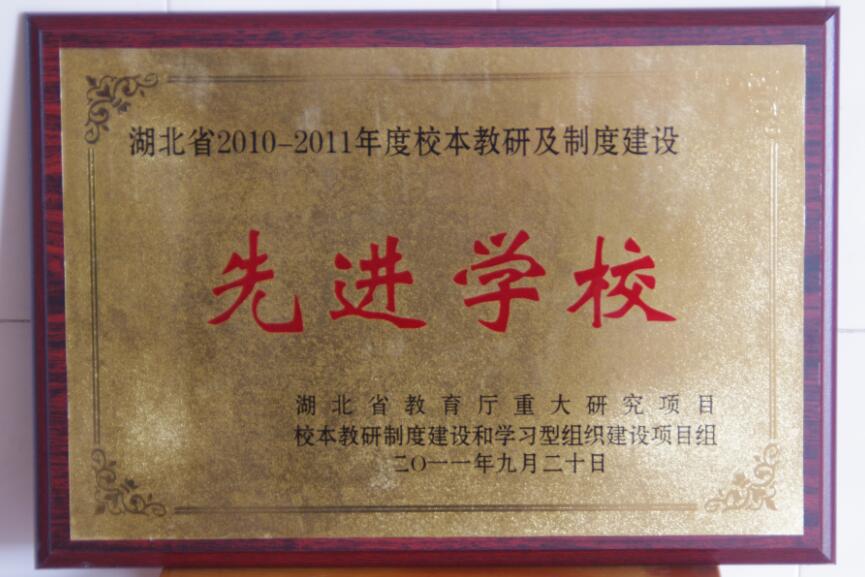 湖北省2010-2011年度校本教研及制度建设
先进学校
湖北省教育厅重大研究项目
校本教研制度建设和学习型组织建设项目组
二〇一一年九月二十日